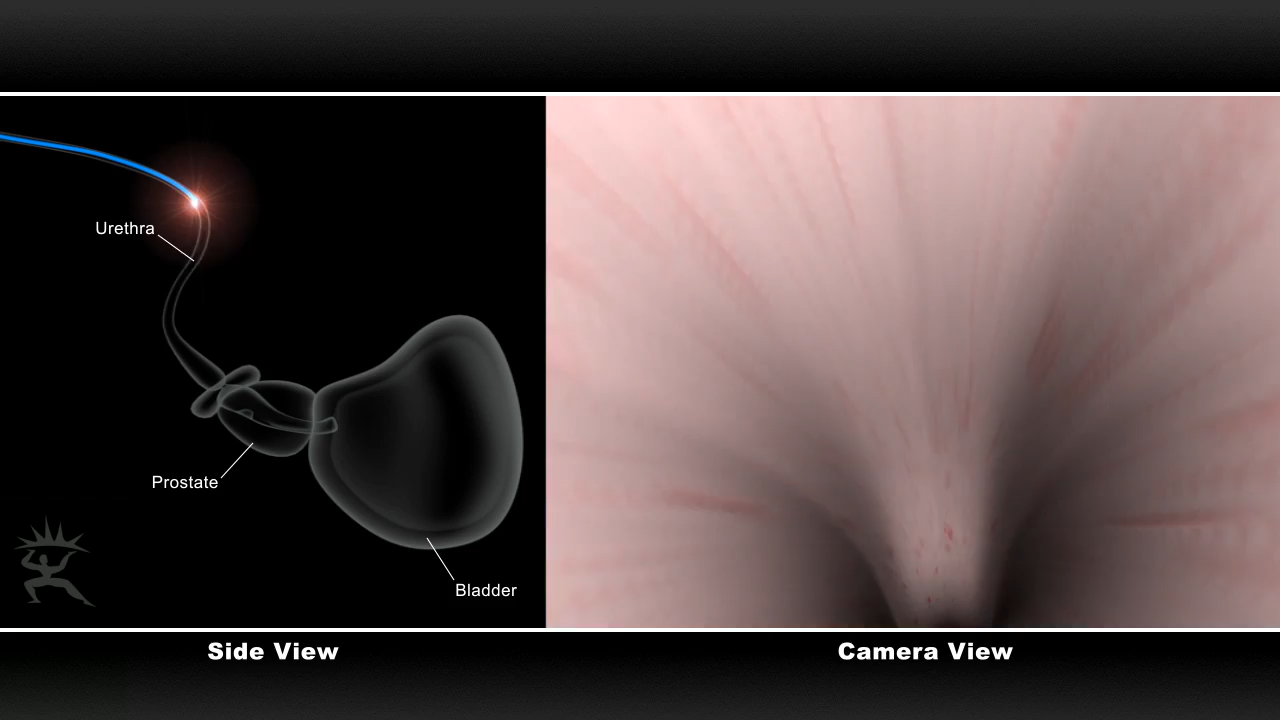 Urethra
Prostate
Bladder
Side View
Camera View